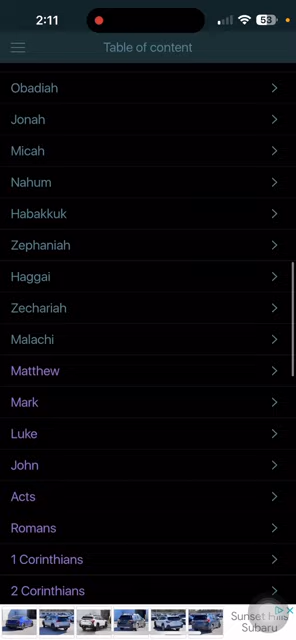 2:11
53
Table of content
Obadiah
Jonah
Micah
Nahum
Habakkuk
Zephaniah
Haggai
Zechariah
Malachi
Matthew
Mark
Luke
John
Acts
Romans
1 Corinthians
2 Corinthians
Sunset Hills
Subaru